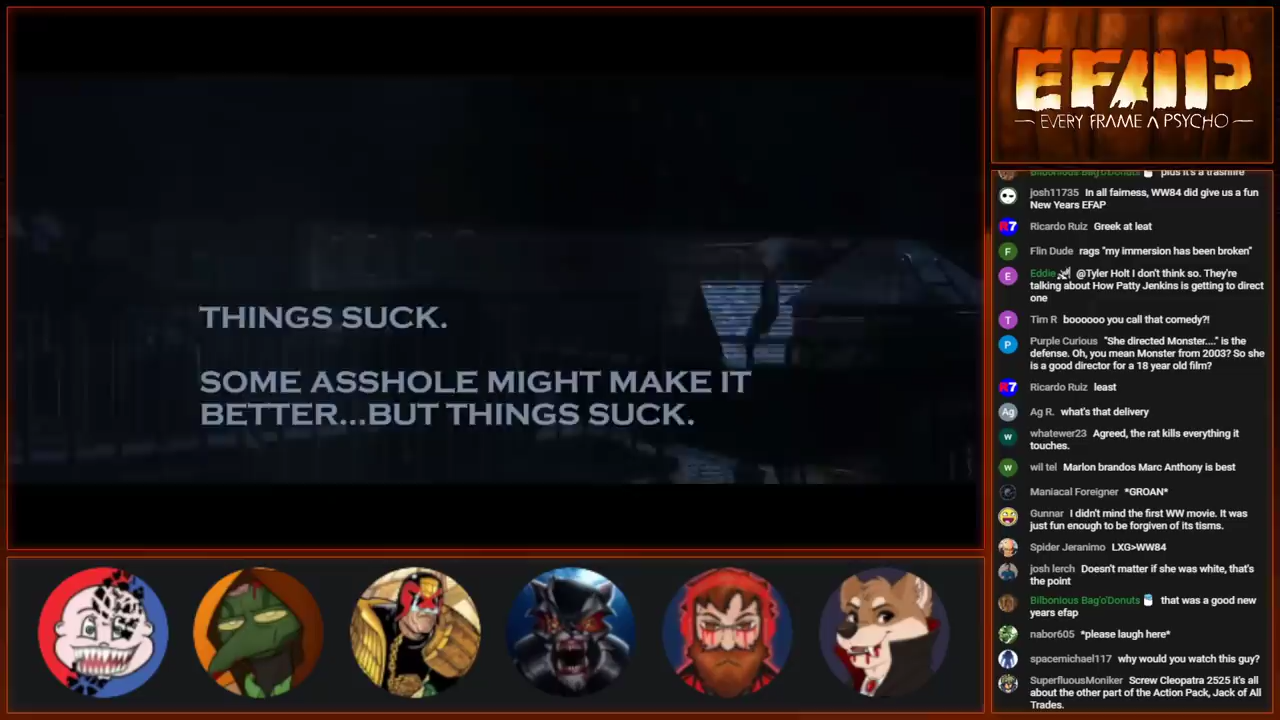 THINGS SUCK.
SOME ASSHOLE MIGHT MAKE IT
BETTER...BUT THINGS SUCK.
EFAP
EVERY FRAME A PSYCHO
Bilbonious Bag'o'Donuts plus it's a trashfire
josh11735 In all fairness, WW84 did give us a fun
New Years EFAP
R7 Ricardo Ruiz Greek at leat
F Flin Dude rags "my immersion has been broken"
E Eddie @Tyler Holt I don't think so. They're
talking about How Patty Jenkins is getting to direct
one
T Tim R boooooo you call that comedy?!
P Purple Curious "She directed Monster...." is the
defense. Oh, you mean Monster from 2003? So she
is a good director for a 18 year old film?
R7 Ricardo Ruiz least
Ag Ag R. what's that delivery
w whatewer23 Agreed, the rat kills everything it
touches.
w wil tel Marlon brandos Marc Anthony is best
Maniacal Foreigner *GROAN*
Gunnar I didn't mind the first WW movie. It was
just fun enough to be forgiven of its tisms.
Spider Jeranimo LXG>WW84
josh lerch Doesn't matter if she was white, that's
the point
Bilbonious Bag'o'Donuts that was a good new
years efap
nabor605 *please laugh here*
spacemichael117 why would you watch this guy?
SuperfluousMoniker Screw Cleopatra 2525 it's all
about the other part of the Action Pack, Jack of All
Trades.